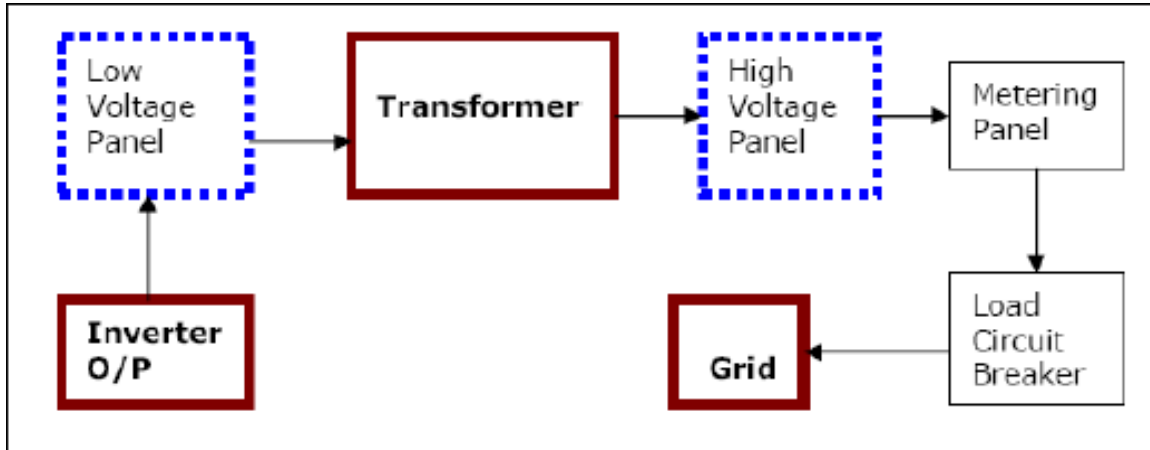 Low
Voltage
Panel
Transformer
High
Voltage
Panel
Metering
Panel
Inverter
O/P
Grid
Load
Circuit
Breaker